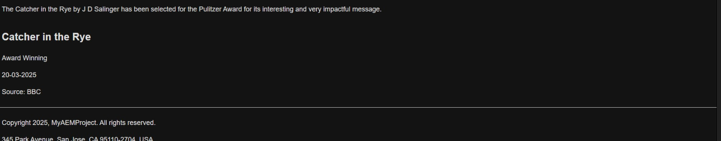 The Catcher in the Rye by J D Salinger has been selected for the Pulitzer Award for its interesting and very impactful message.
Catcher in the Rye
Award Winning
20-03-2025
Source: BBC
Copyright 2025, MyAEMProject. All rights reserved.
345 Park Avenue, San Jose, CA 95110-2704, USA